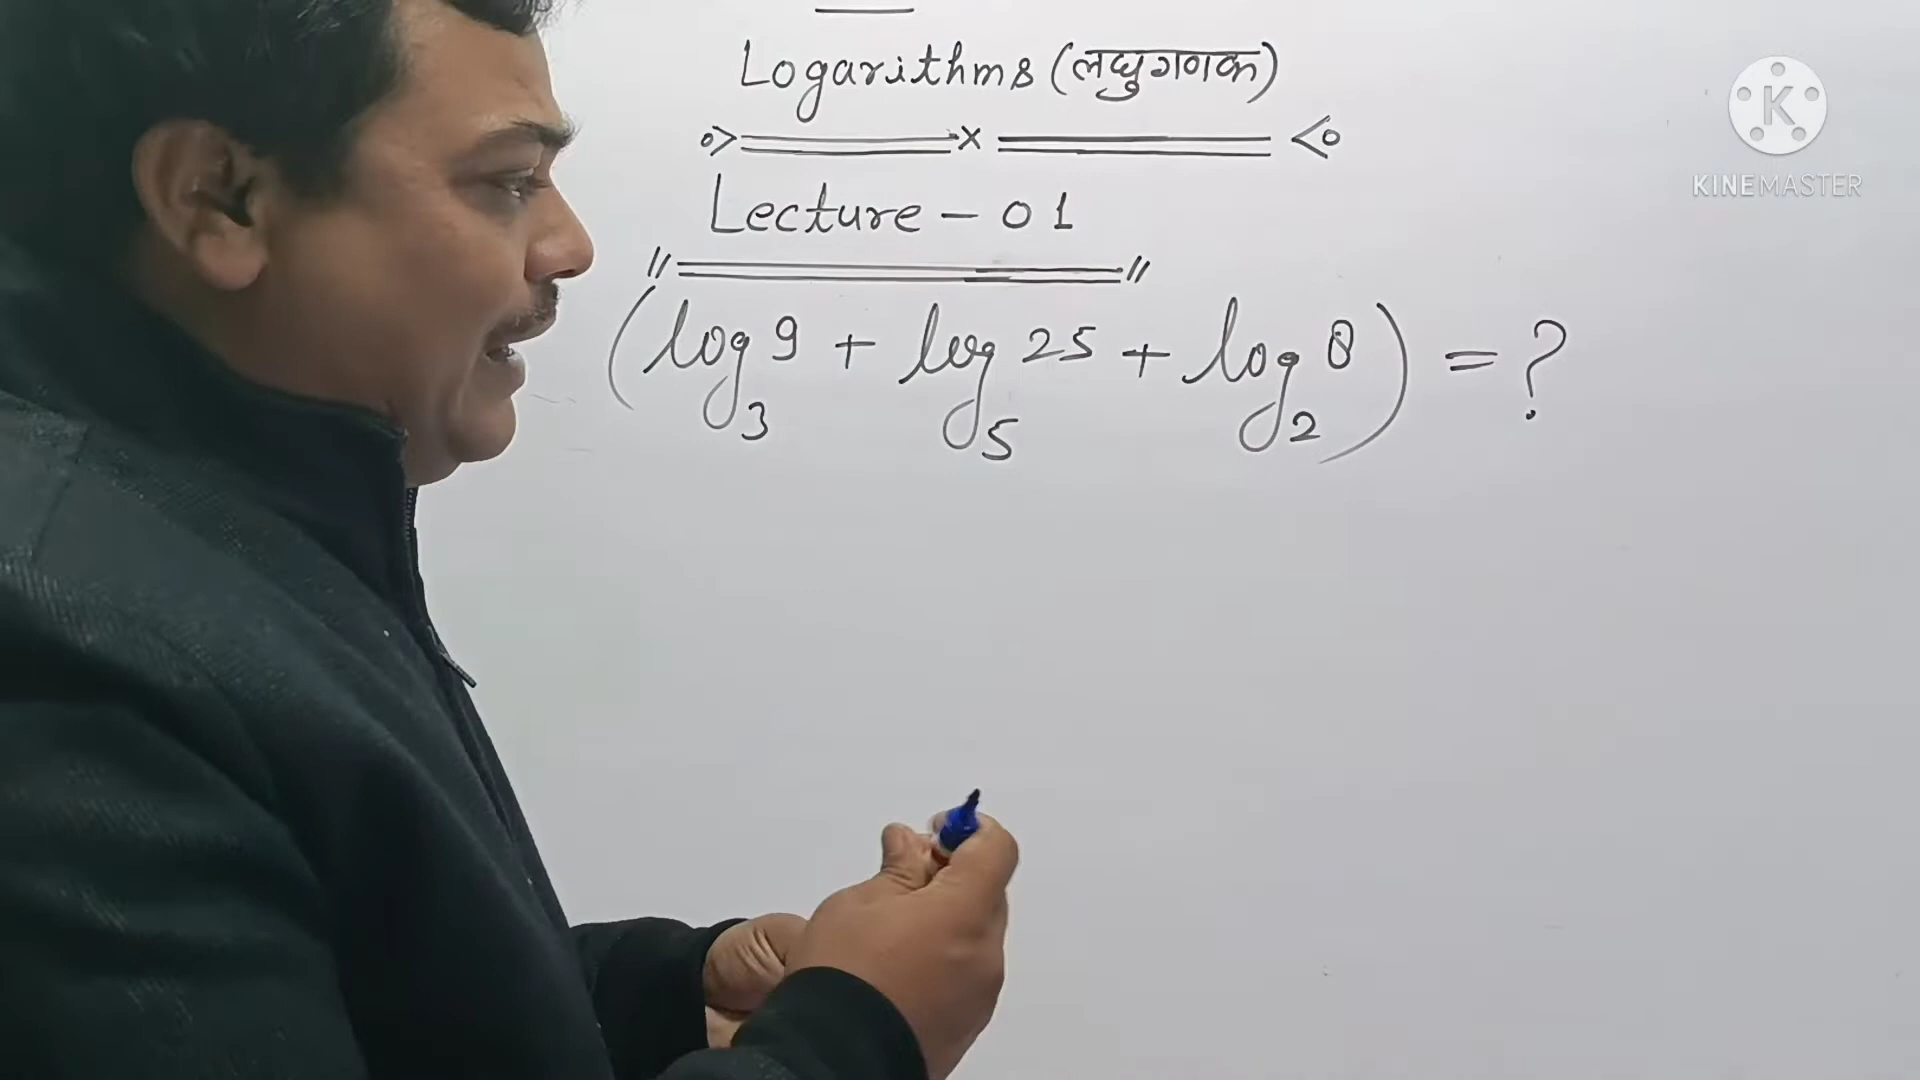 Logarithms (लघुगणक)
Lecture - 01
(log₃ 9 + log₅ 25 + log₂ 8) = ?
KINEMASTER